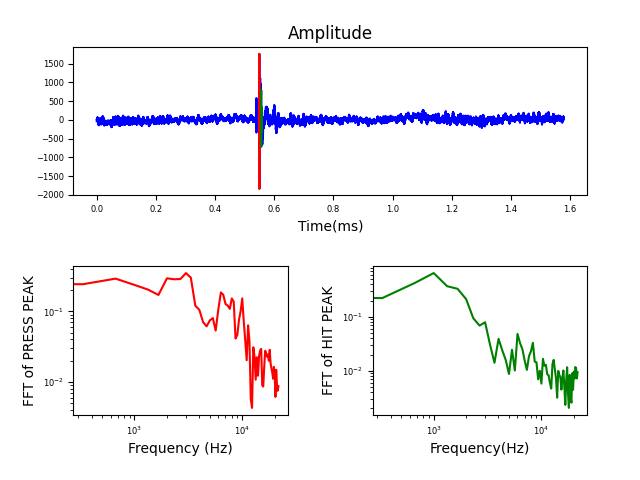 Amplitude
1500
1000
500
0
−500
−1000
−1500
−2000
0.0 0.2 0.4 0.6 0.8 1.0 1.2 1.4 1.6
Time(ms)
FFT of PRESS PEAK
10⁻¹
10⁻²
10³ 10⁴
Frequency (Hz)
FFT of HIT PEAK
10⁻¹
10⁻²
10³ 10⁴
Frequency(Hz)